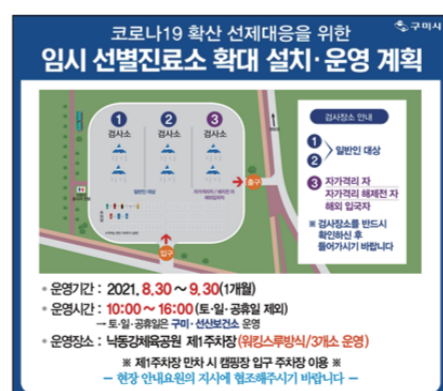 구미시
코로나19 확산 선제대응을 위한
임시 선별진료소 확대 설치·운영 계획
1 2 3
검사소 검사소 검사소
일반인 대상
출구
입구
검사장소 안내
1
2 일반인 대상
3 자가격리 자
자가격리 해제전 자
해외 입국자
※ 검사장소를 반드시
확인하신 후
들어가시기 바랍니다
• 운영기간 : 2021. 8.30 ~ 9.30(1개월)
• 운영시간 : 10:00 ~ 16:00 (토·일·공휴일 제외)
→ 토·일·공휴일은 구미·선산보건소 운영
• 운영장소 : 낙동강체육공원 제1주차장 (워킹스루방식/3개소 운영)
※ 제1주차장 만차 시 캠핑장 입구 주차장 이용 ※
- 현장 안내요원의 지시에 협조해주시기 바랍니다 -